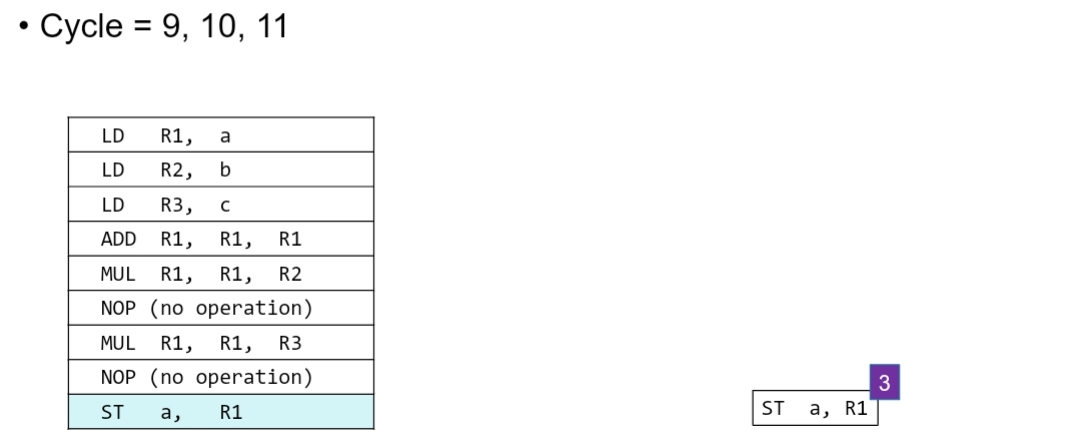 • Cycle = 9, 10, 11
LD R1, a
LD R2, b
LD R3, c
ADD R1, R1, R1
MUL R1, R1, R2
NOP (no operation)
MUL R1, R1, R3
NOP (no operation)
ST a, R1
3
ST a, R1